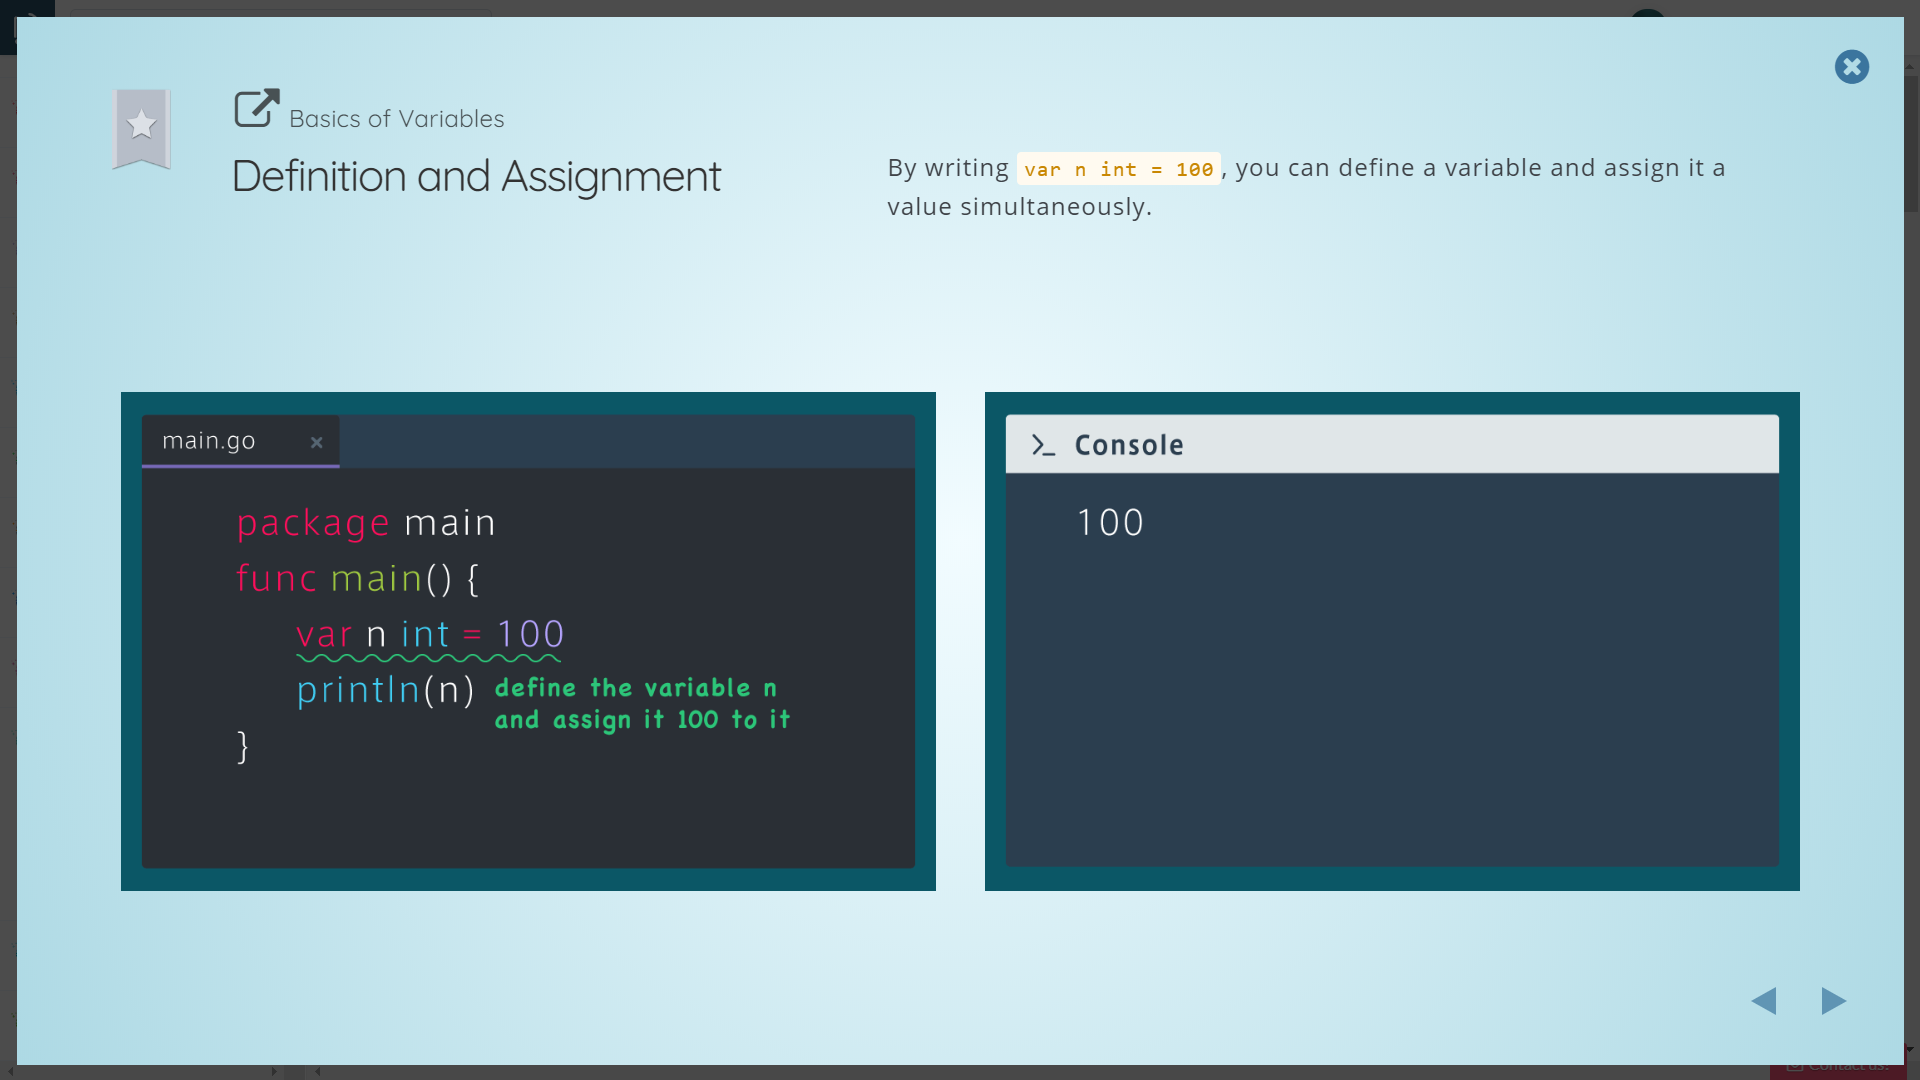 Basics of Variables
Definition and Assignment
By writing var n int = 100, you can define a variable and assign it a
value simultaneously.
main.go ×
package main
func main() {
var n int = 100
println(n)
define the variable n
and assign it 100 to it
}
>_ Console
100
Contact us!